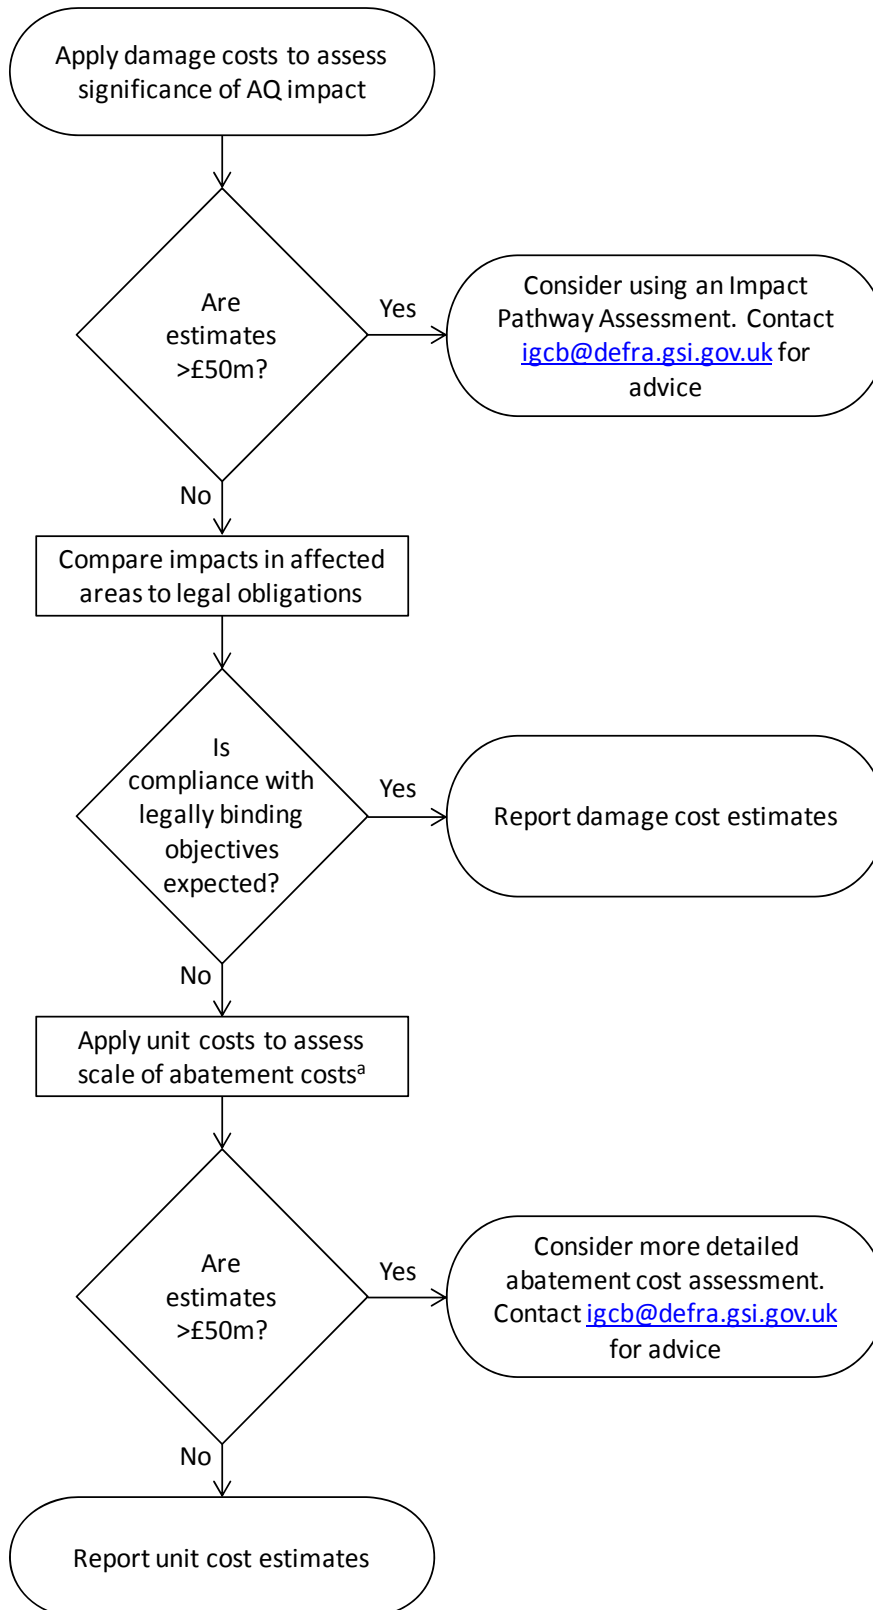 Apply damage costs to assess
significance of AQ impact
Are
estimates
>£50m?
Yes
Consider using an Impact
Pathway Assessment. Contact
igcb@defra.gsi.gov.uk for
advice
No
Compare impacts in affected
areas to legal obligations
Is
compliance with
legally binding
objectives
expected?
Yes
Report damage cost estimates
No
Apply unit costs to assess
scale of abatement costsᵃ
Are
estimates
>£50m?
Yes
Consider more detailed
abatement cost assessment.
Contact igcb@defra.gsi.gov.uk
for advice
No
Report unit cost estimates